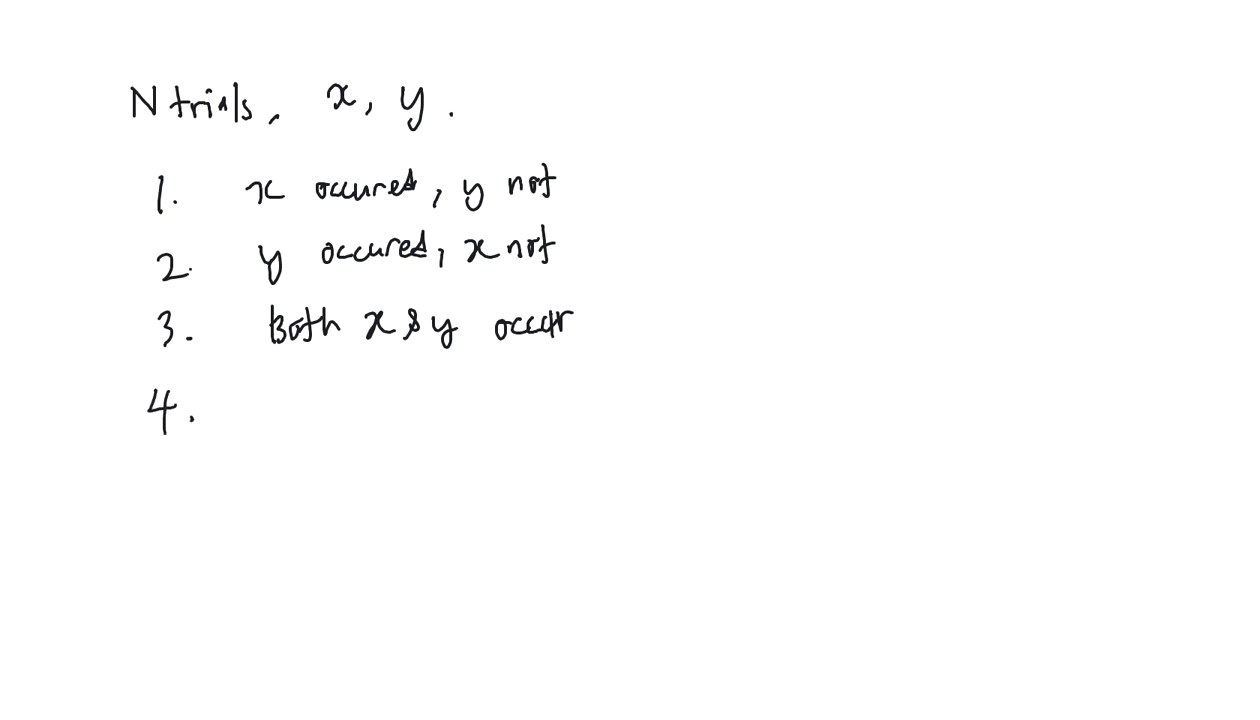 N trials, x, y.
1. x occured, y not
2. y occured, x not
3. Both x & y occur
4.